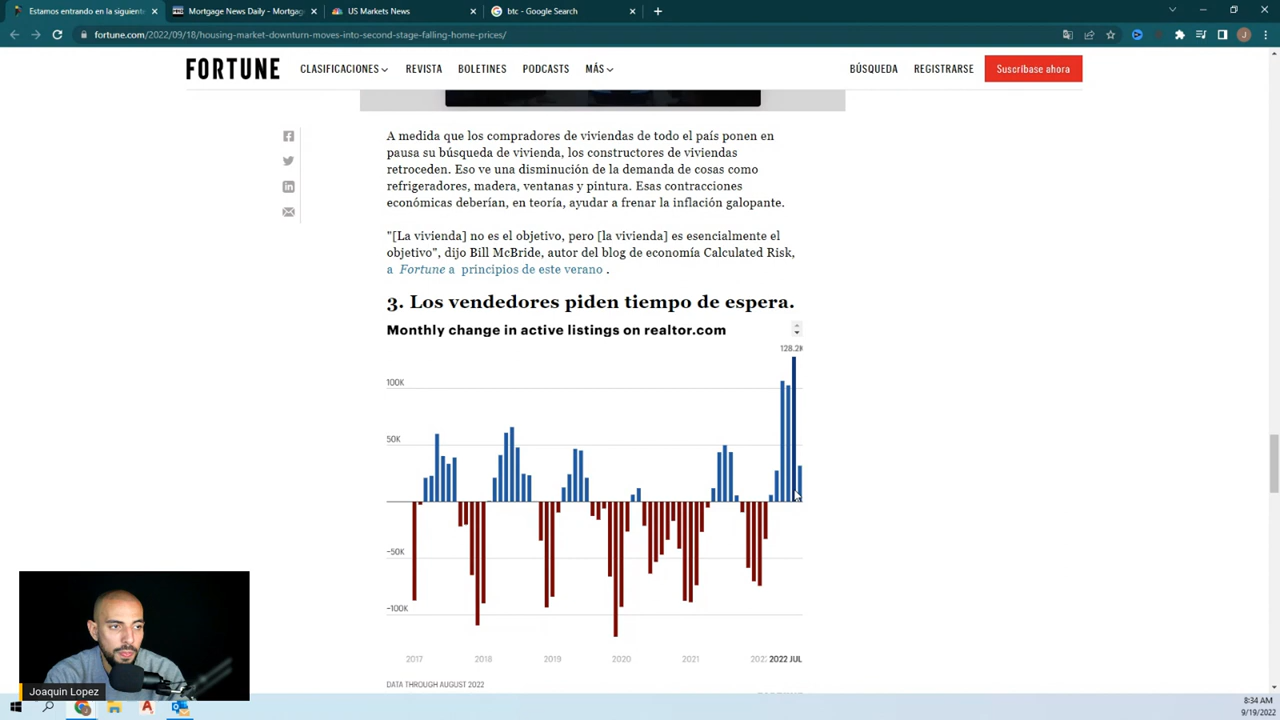 Estamos entrando en la siguiente
Mortgage News Daily - Mortgag
US Markets News
btc - Google Search
fortune.com/2022/09/18/housing-market-downturn-moves-into-second-stage-falling-home-prices/
FORTUNE
CLASIFICACIONES
REVISTA
BOLETINES
PODCASTS
MÁS
BÚSQUEDA
REGISTRARSE
Suscríbase ahora
A medida que los compradores de viviendas de todo el país ponen en
pausa su búsqueda de vivienda, los constructores de viviendas
retroceden. Eso ve una disminución de la demanda de cosas como
refrigeradores, madera, ventanas y pintura. Esas contracciones
económicas deberían, en teoría, ayudar a frenar la inflación galopante.
"[La vivienda] no es el objetivo, pero [la vivienda] es esencialmente el
objetivo", dijo Bill McBride, autor del blog de economía Calculated Risk,
a Fortune a principios de este verano .
3. Los vendedores piden tiempo de espera.
Monthly change in active listings on realtor.com
128.2K
100K
50K
−50K
−100K
2017
2018
2019
2020
2021
2022 JUL
DATA THROUGH AUGUST 2022
Joaquin Lopez
8:34 AM
9/19/2022